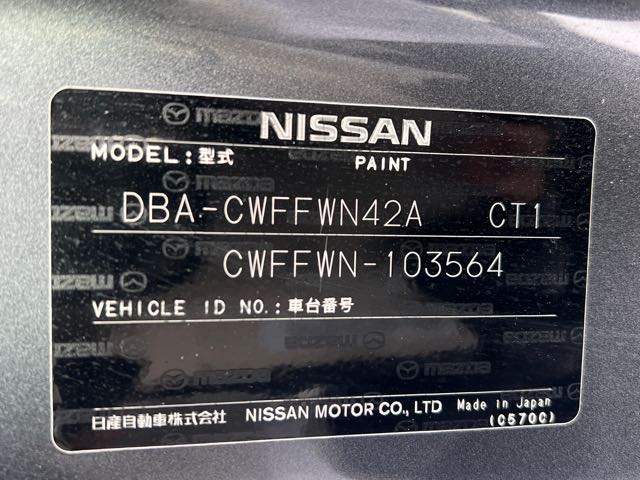 NISSAN
MODEL:型式 PAINT
DBA-CWFFWN42A CT1
CWFFWN-103564
VEHICLE ID NO.:車台番号
日産自動車株式会社 NISSAN MOTOR CO., LTD Made in Japan
(C570C)